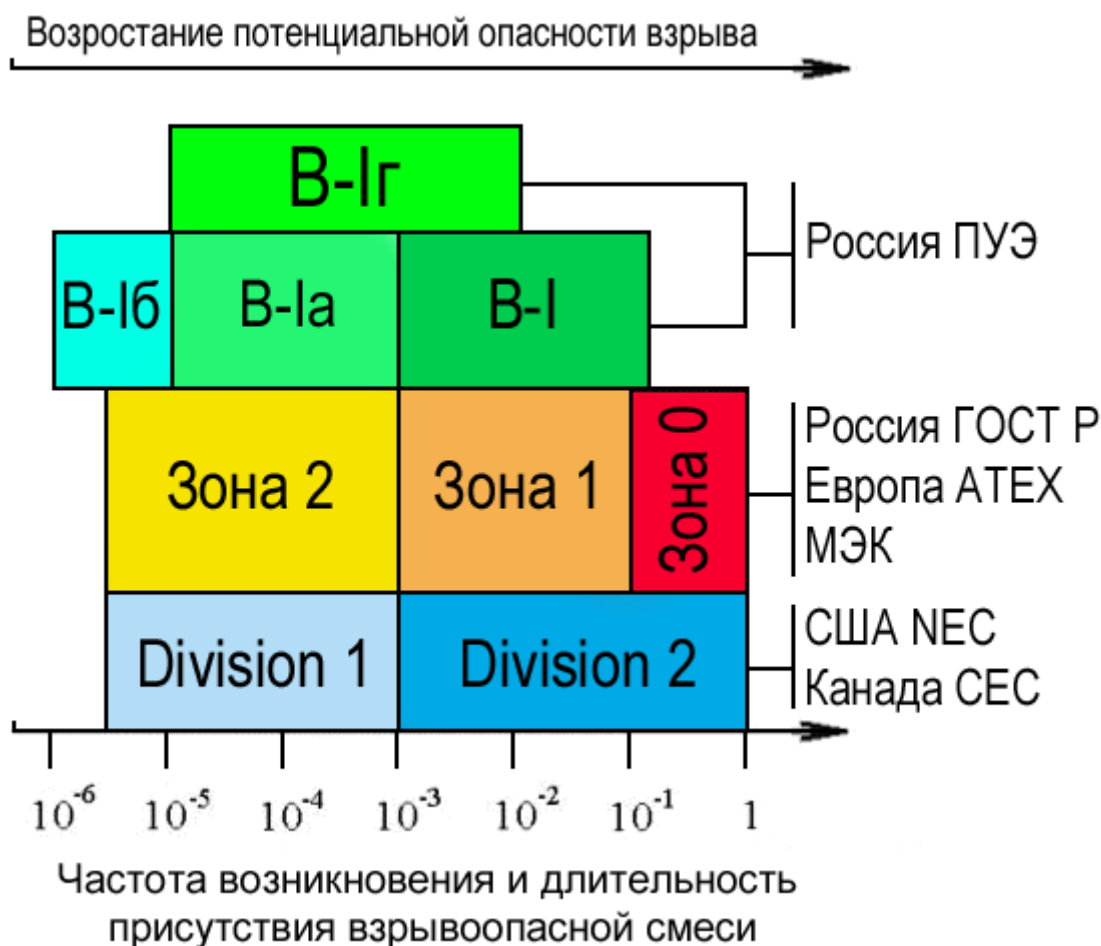 Возростание потенциальной опасности взрыва
В-Iг
Россия ПУЭ
В-Iб
В-Iа
В-I
Зона 2
Зона 1
Зона 0
Россия ГОСТ Р
Европа АТЕХ
МЭК
Division 1
Division 2
США NEC
Канада CEC
10⁻⁶ 10⁻⁵ 10⁻⁴ 10⁻³ 10⁻² 10⁻¹ 1
Частота возникновения и длительность
присутствия взрывоопасной смеси